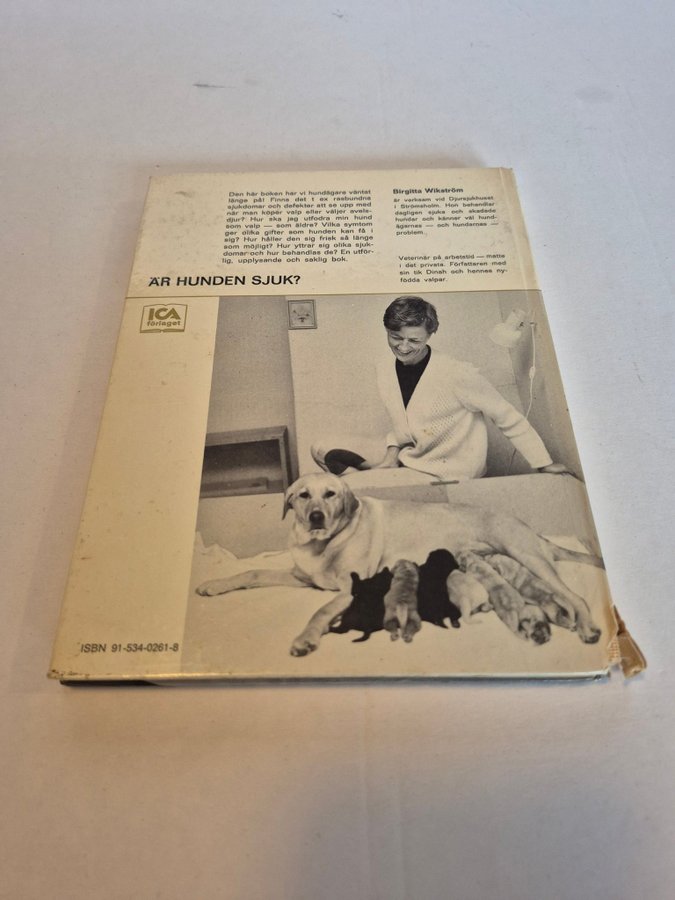 Den här boken har vi hundägare väntat
länge på! Finns det t ex rasbundna
sjukdomar och defekter att se upp med
när man köper valp eller väljer avels-
djur? Hur ska jag utfodra min hund
som valp — som äldre? Vilka symtom
ger olika gifter som hunden kan få i
sig? Hur håller den sig frisk så länge
som möjligt? Hur yttrar sig olika sjuk-
domar och hur behandlas de? En utför-
lig, upplysande och saklig bok.
Birgitta Wikström
är verksam vid Djursjukhuset
i Strömsholm. Hon behandlar
dagligen sjuka och skadade
hundar och känner väl hund-
ägarnas — och hundarnas —
problem.
Veterinär på arbetstid — matte
i det privata. Författaren med
sin tik Dinah och hennes ny-
födda valpar.
ÄR HUNDEN SJUK?
ICA
förlaget
ISBN 91-534-0261-8